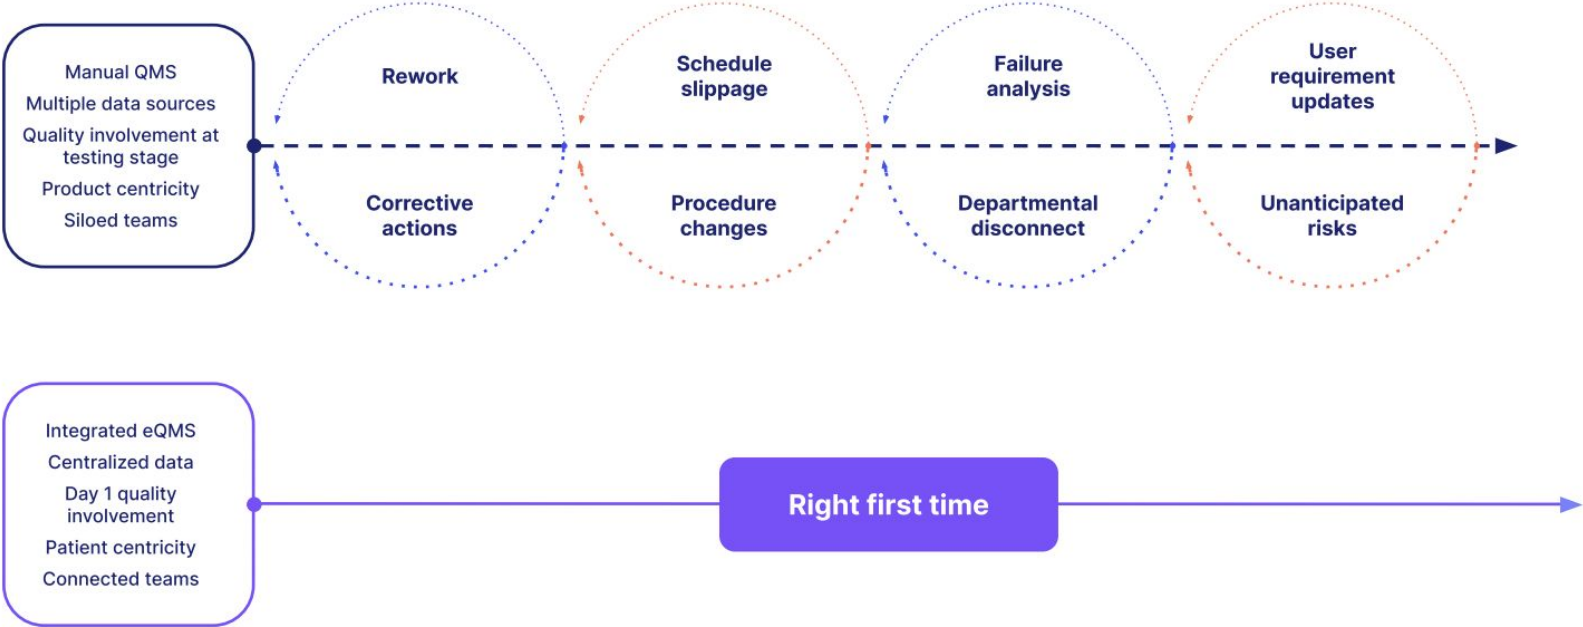 Manual QMS
Multiple data sources
Quality involvement at
testing stage
Product centricity
Siloed teams
Rework
Corrective
actions
Schedule
slippage
Procedure
changes
Failure
analysis
Departmental
disconnect
User
requirement
updates
Unanticipated
risks
Integrated eQMS
Centralized data
Day 1 quality
involvement
Patient centricity
Connected teams
Right first time